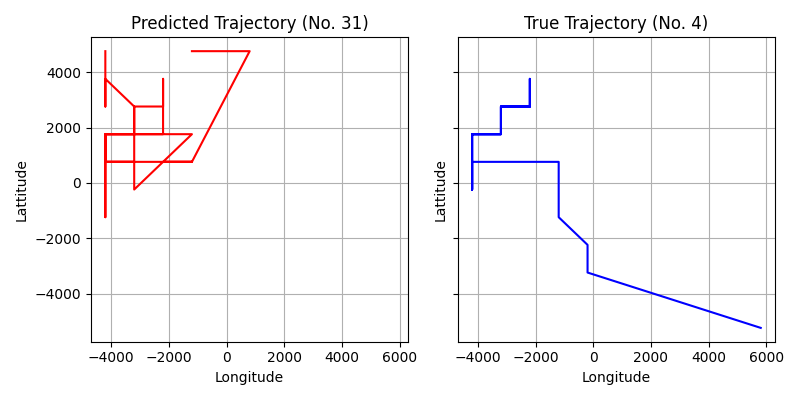 Predicted Trajectory (No. 31)
True Trajectory (No. 4)
Lattitude
4000
2000
0
−2000
−4000
−4000 −2000 0 2000 4000 6000
Longitude
Lattitude
−4000 −2000 0 2000 4000 6000
Longitude